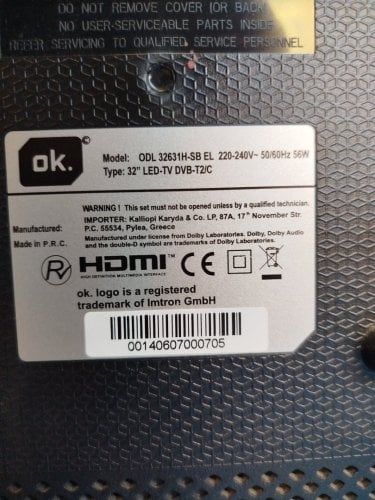 DO NOT REMOVE COVER (OR BACK)
NO USER-SERVICEABLE PARTS INSIDE
REFER SERVICING TO QUALIFIED SERVICE PERSONNEL
ok.
©
Model: ODL 32631H-SB EL 220-240V~ 50/60Hz 56W
Type: 32" LED-TV DVB-T2/C
WARNING ! This set must not be opened unless by a qualified engineer.
IMPORTER: Kalliopi Karyda & Co. LP, 87A, 17th November Str.
Manufactured: P.C. 55534, Pylea, Greece
Manufactured under license from Dolby Laboratories. Dolby, Dolby Audio
Made in P.R.C. and the double-D symbol are trademarks of Dolby Laboratories.
HDMI™ CE
HIGH-DEFINITION MULTIMEDIA INTERFACE
ok. logo is a registered
trademark of Imtron GmbH
00140607000705